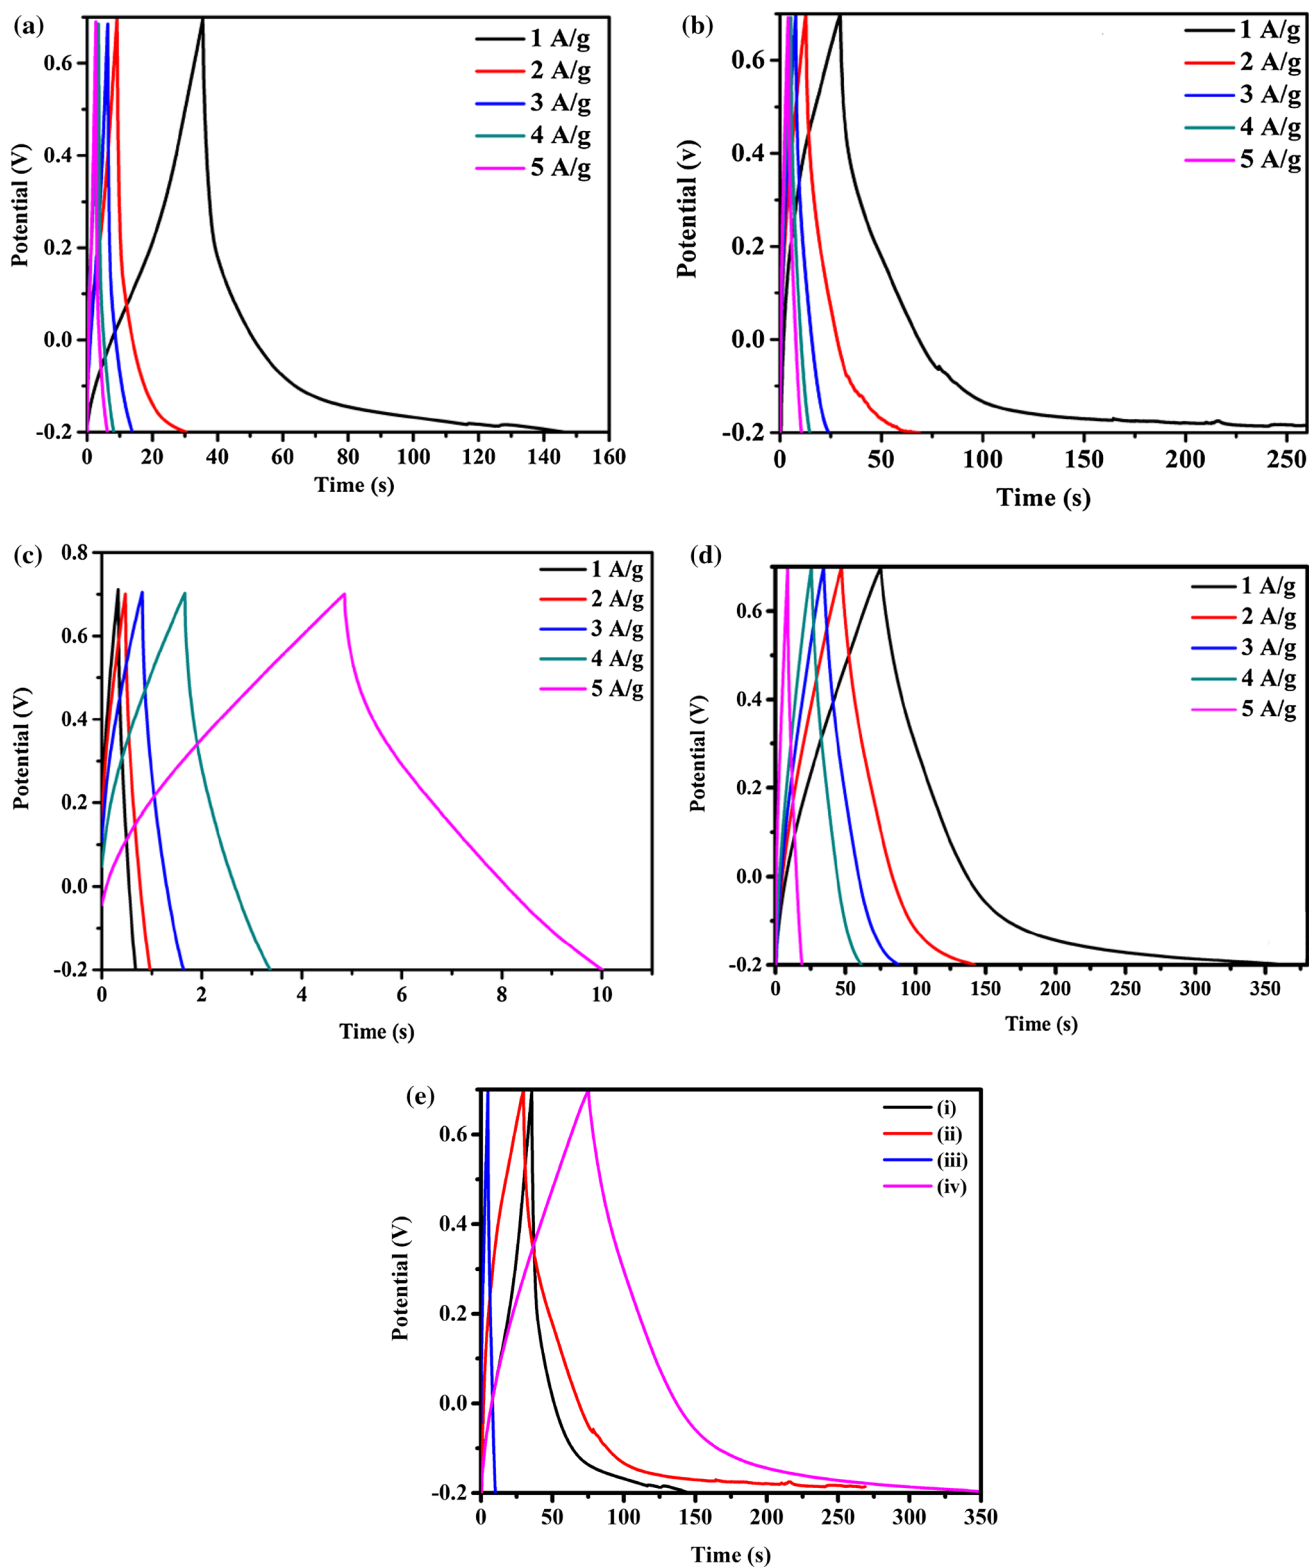 (a)
1 A/g
2 A/g
3 A/g
4 A/g
5 A/g
0.6
0.4
0.2
0.0
-0.2
Potential (V)
0 20 40 60 80 100 120 140 160
Time (s)
(b)
1 A/g
2 A/g
3 A/g
4 A/g
5 A/g
0.6
0.4
0.2
0.0
-0.2
Potential (v)
0 50 100 150 200 250
Time (s)
(c)
1 A/g
2 A/g
3 A/g
4 A/g
5 A/g
0.8
0.6
0.4
0.2
0.0
-0.2
Potential (V)
0 2 4 6 8 10
Time (s)
(d)
1 A/g
2 A/g
3 A/g
4 A/g
5 A/g
0.6
0.4
0.2
0.0
-0.2
Potential (V)
0 50 100 150 200 250 300 350
Time (s)
(e)
(i)
(ii)
(iii)
(iv)
0.6
0.4
0.2
0.0
-0.2
Potential (V)
0 50 100 150 200 250 300 350
Time (s)